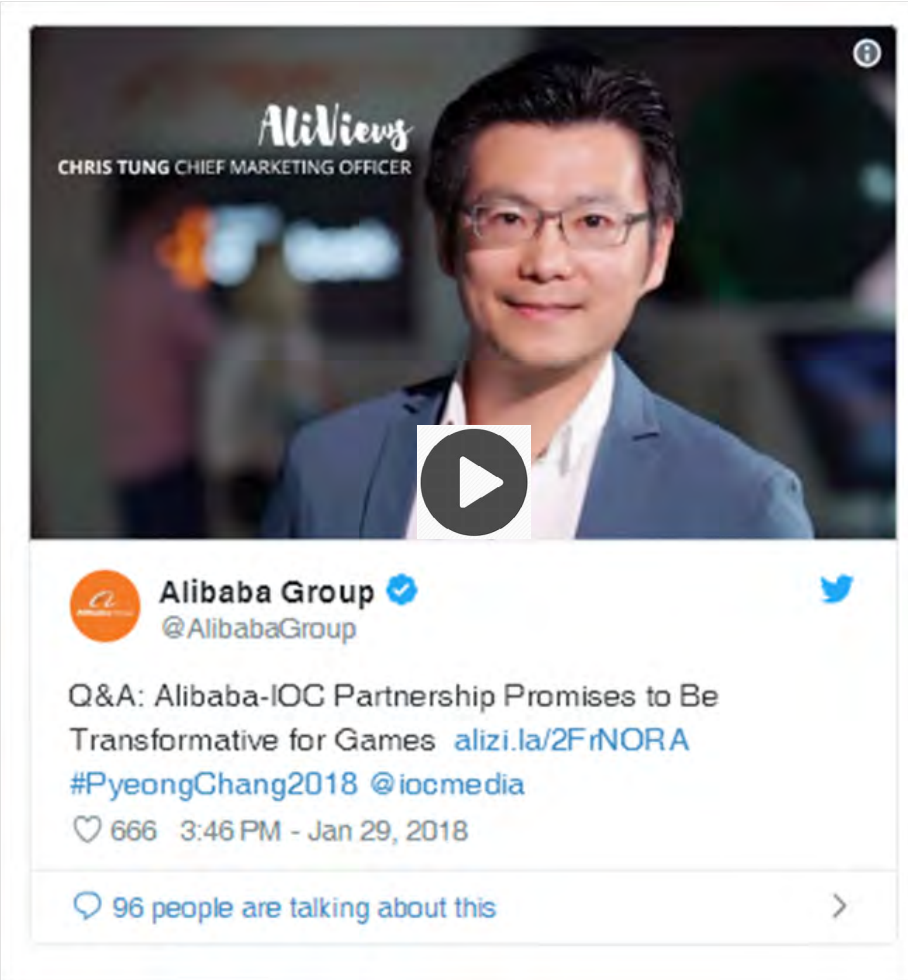 AliViews
CHRIS TUNG CHIEF MARKETING OFFICER
Alibaba Group
@AlibabaGroup
Q&A: Alibaba-IOC Partnership Promises to Be
Transformative for Games alizi.la/2FrNORA
#PyeongChang2018 @iocmedia
666 3:46 PM - Jan 29, 2018
96 people are talking about this